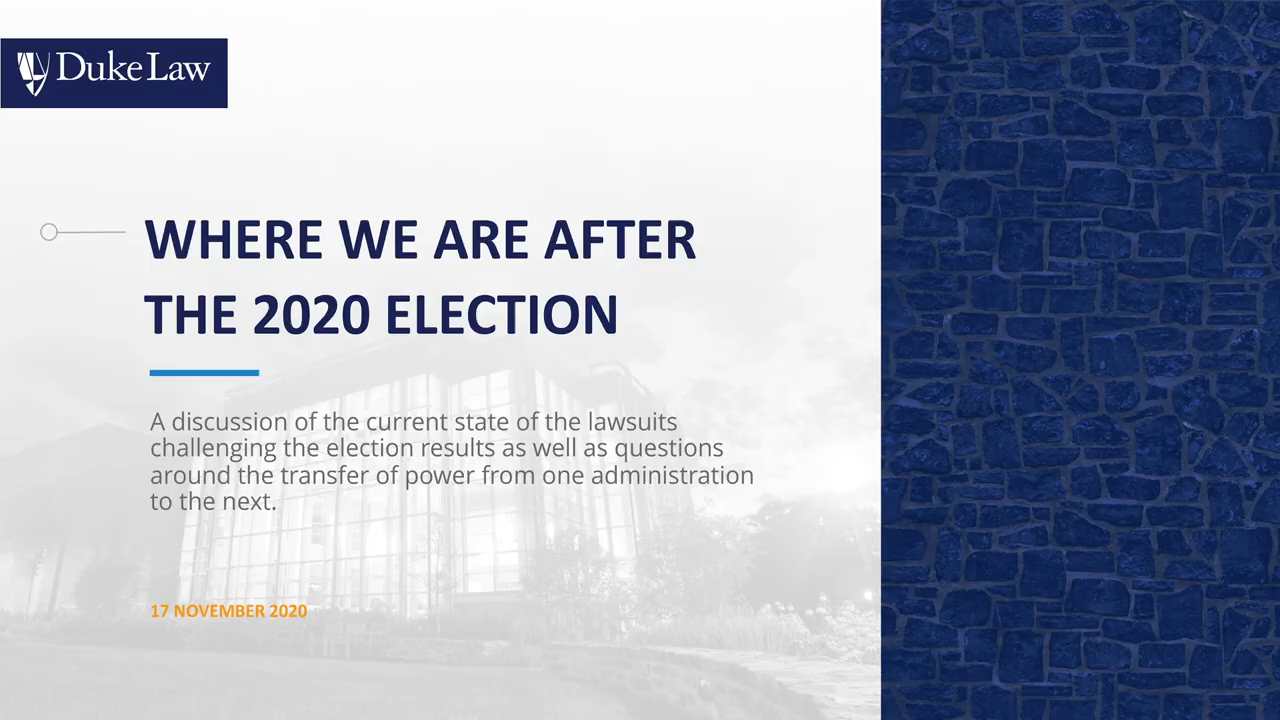 Duke Law
WHERE WE ARE AFTER
THE 2020 ELECTION
A discussion of the current state of the lawsuits
challenging the election results as well as questions
around the transfer of power from one administration
to the next.
17 NOVEMBER 2020